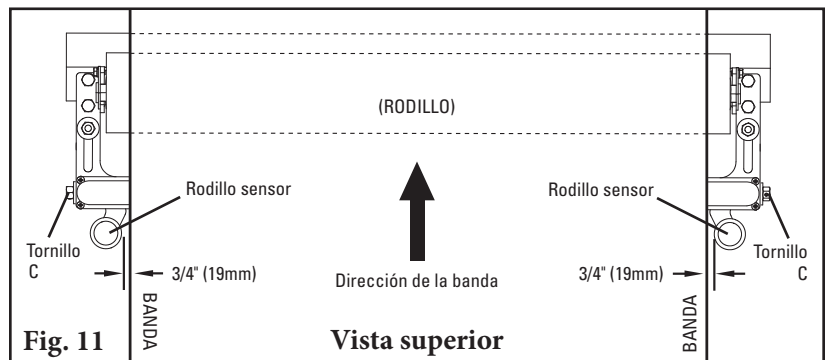 (RODILLO)
Rodillo sensor
Rodillo sensor
Tornillo
C
Tornillo
C
3/4" (19mm)
Dirección de la banda
3/4" (19mm)
BANDA
BANDA
Fig. 11
Vista superior